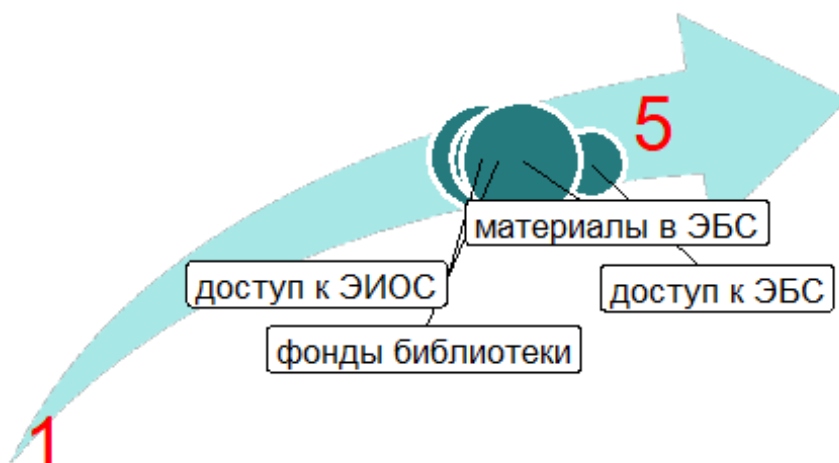 5
материалы в ЭБС
доступ к ЭИОС
доступ к ЭБС
фонды библиотеки
1